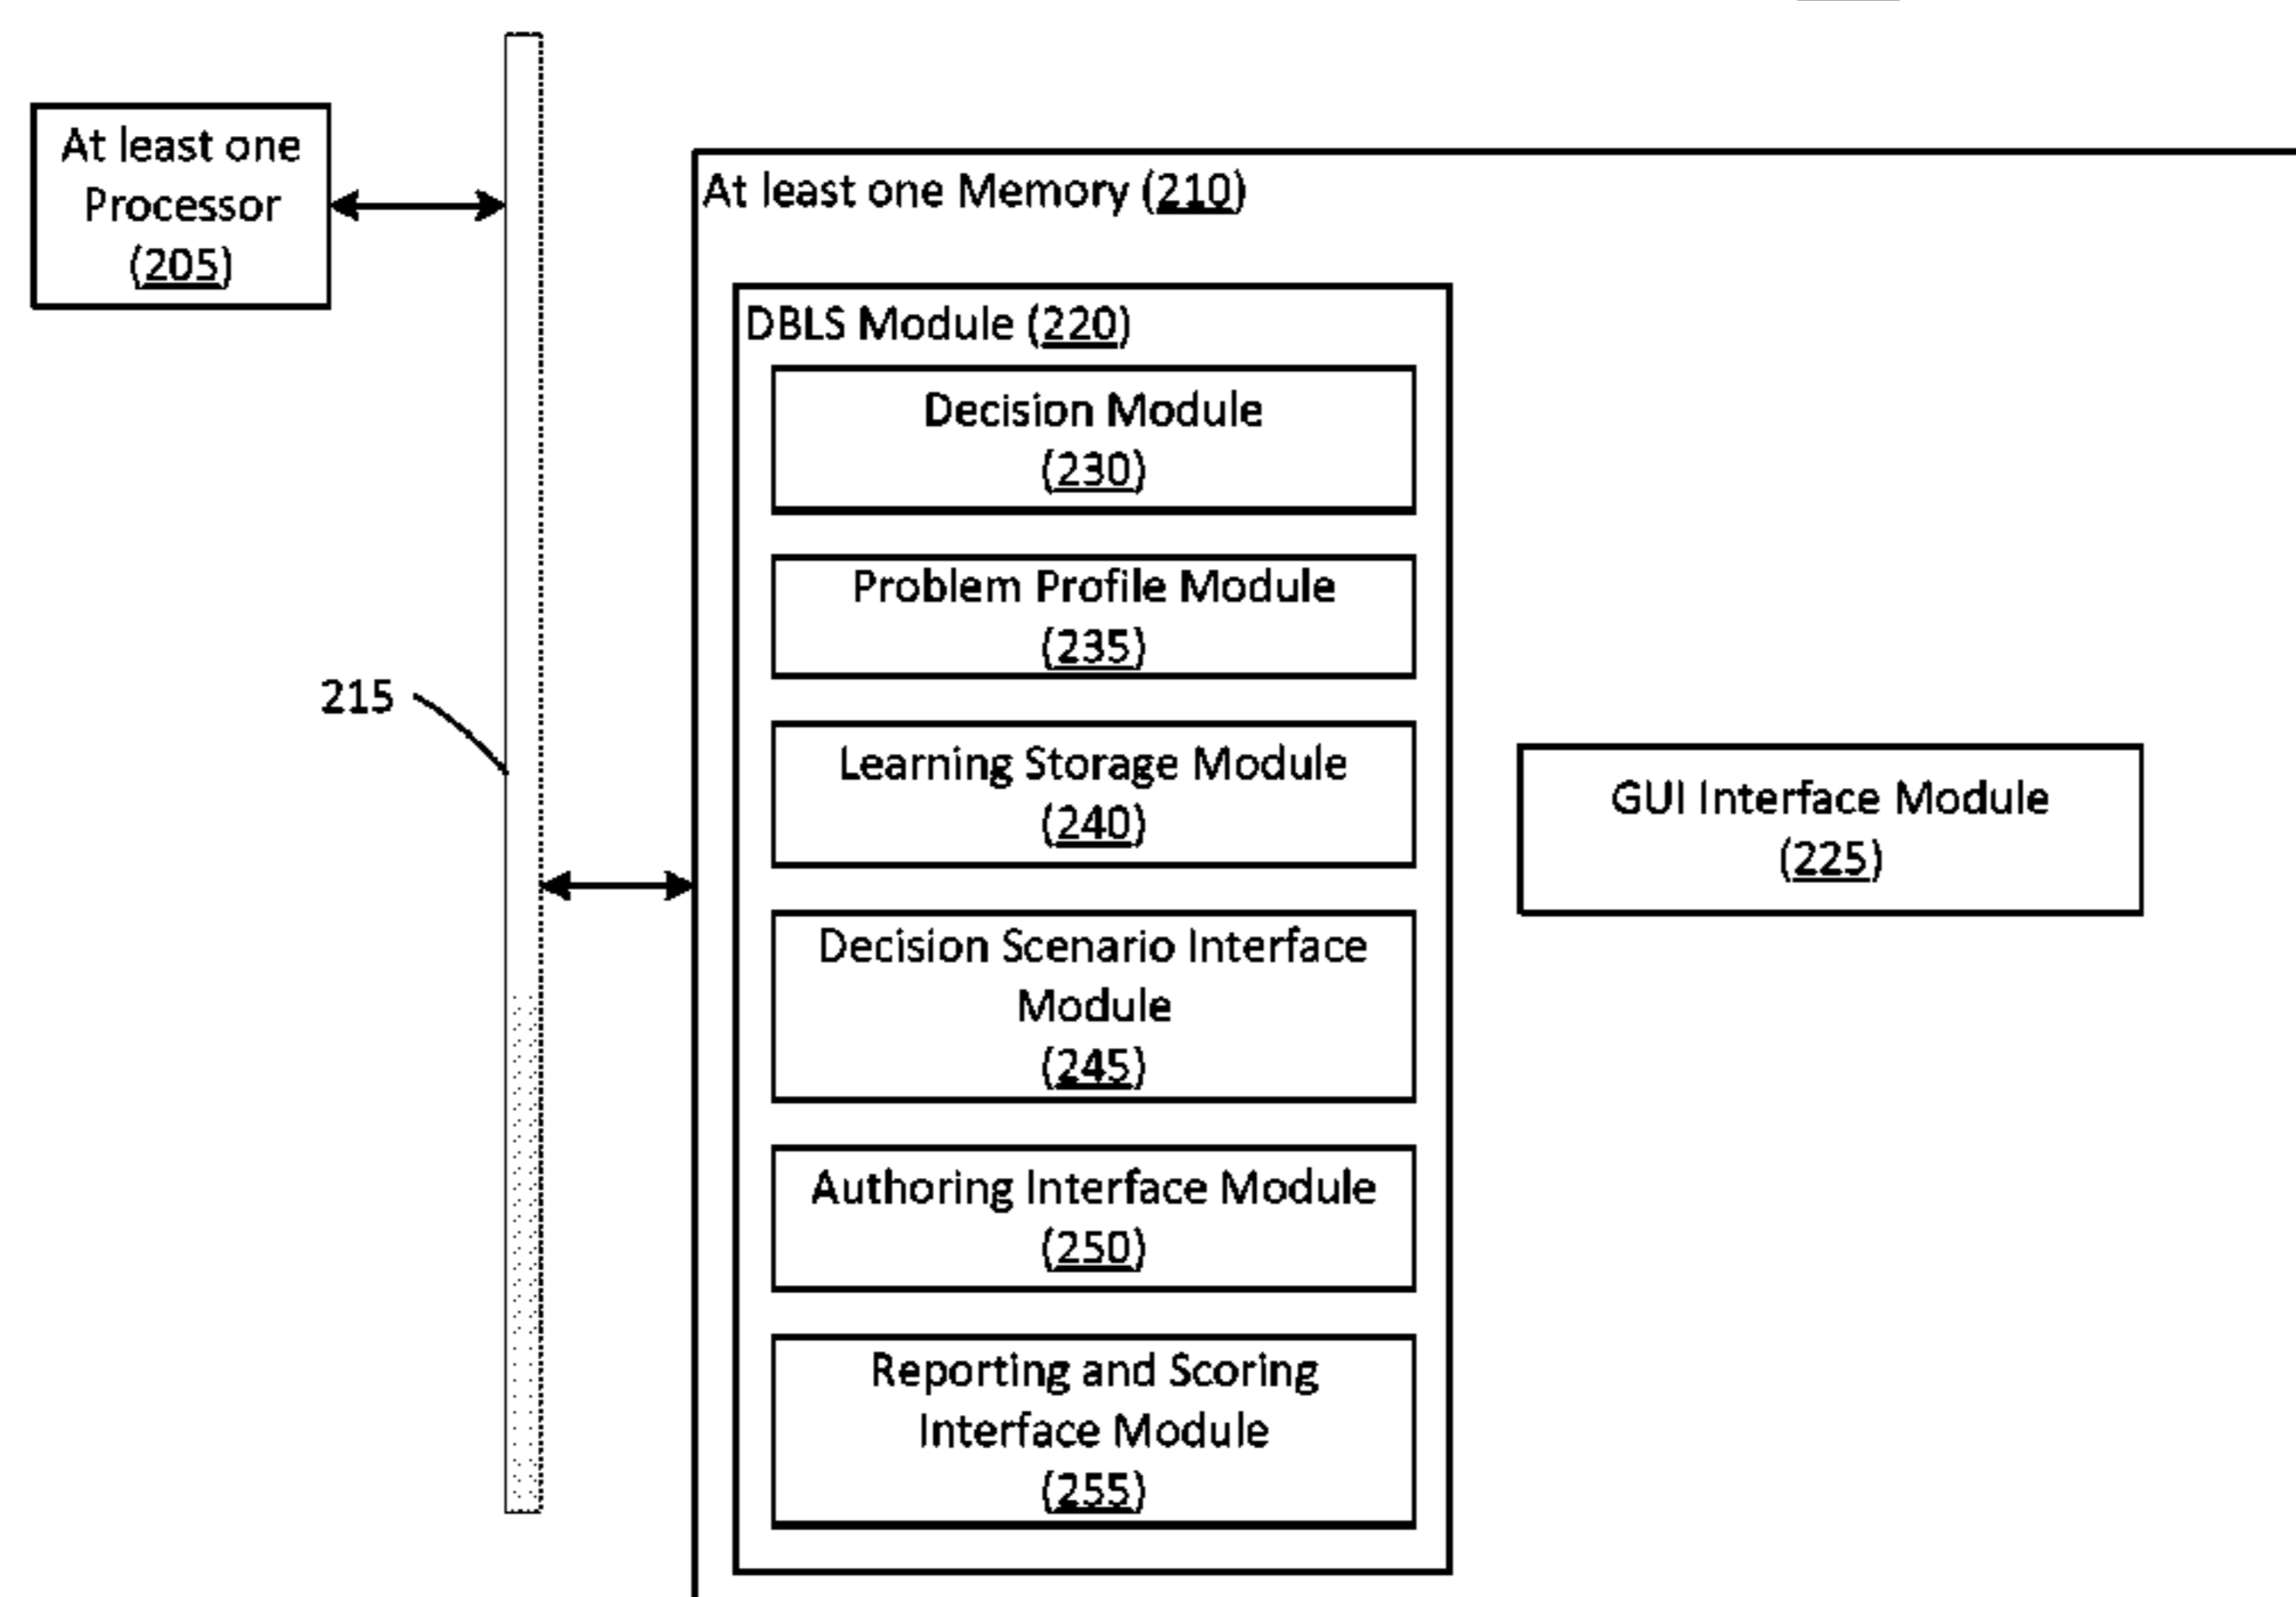 At least one
Processor
(205)
At least one Memory (210)
DBLS Module (220)
Decision Module
(230)
Problem Profile Module
(235)
215
Learning Storage Module
(240)
GUI Interface Module
(225)
Decision Scenario Interface
Module
(245)
Authoring Interface Module
(250)
Reporting and Scoring
Interface Module
(255)